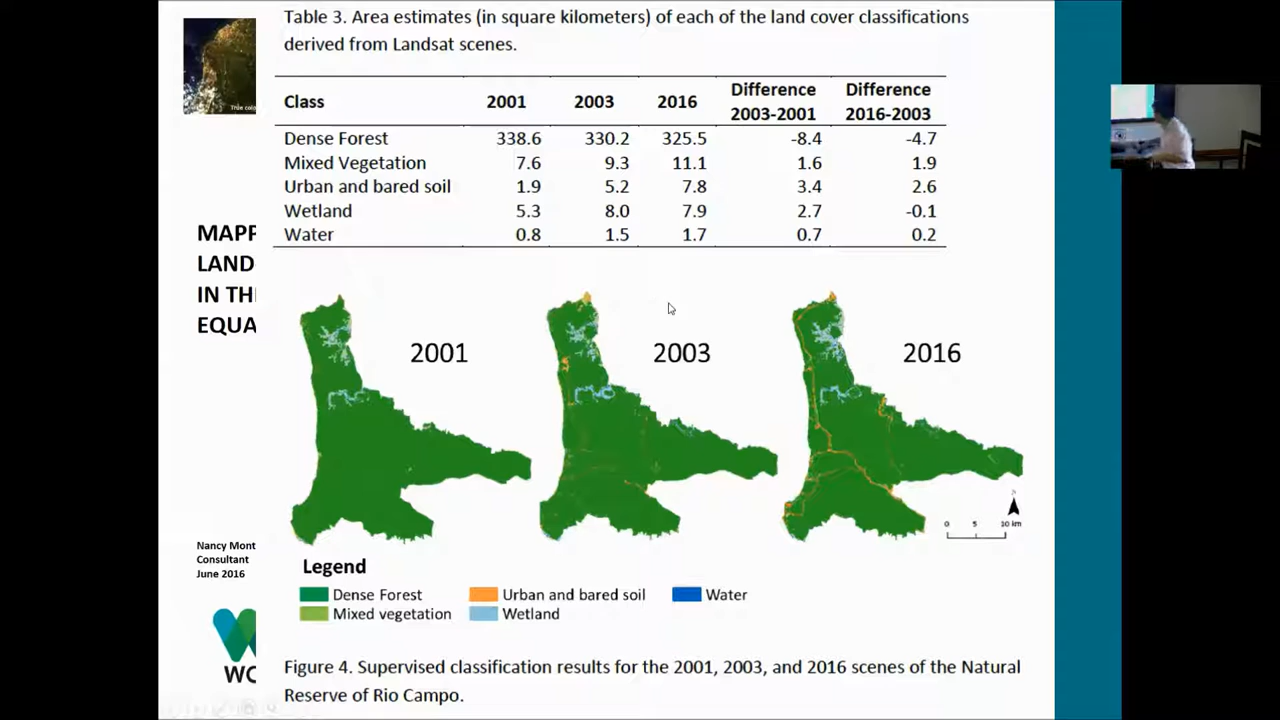 Table 3. Area estimates (in square kilometers) of each of the land cover classifications
derived from Landsat scenes.
Class 2001 2003 2016 Difference 2003-2001 Difference 2016-2003
Dense Forest 338.6 330.2 325.5 -8.4 -4.7
Mixed Vegetation 7.6 9.3 11.1 1.6 1.9
Urban and bared soil 1.9 5.2 7.8 3.4 2.6
Wetland 5.3 8.0 7.9 2.7 -0.1
Water 0.8 1.5 1.7 0.7 0.2
True colo
MAPP
LAND
IN TH
EQUA
2001
2003
2016
0 5 10 km
Nancy Mont
Consultant
June 2016
WC
Legend
Dense Forest
Urban and bared soil
Water
Mixed vegetation
Wetland
Figure 4. Supervised classification results for the 2001, 2003, and 2016 scenes of the Natural
Reserve of Rio Campo.